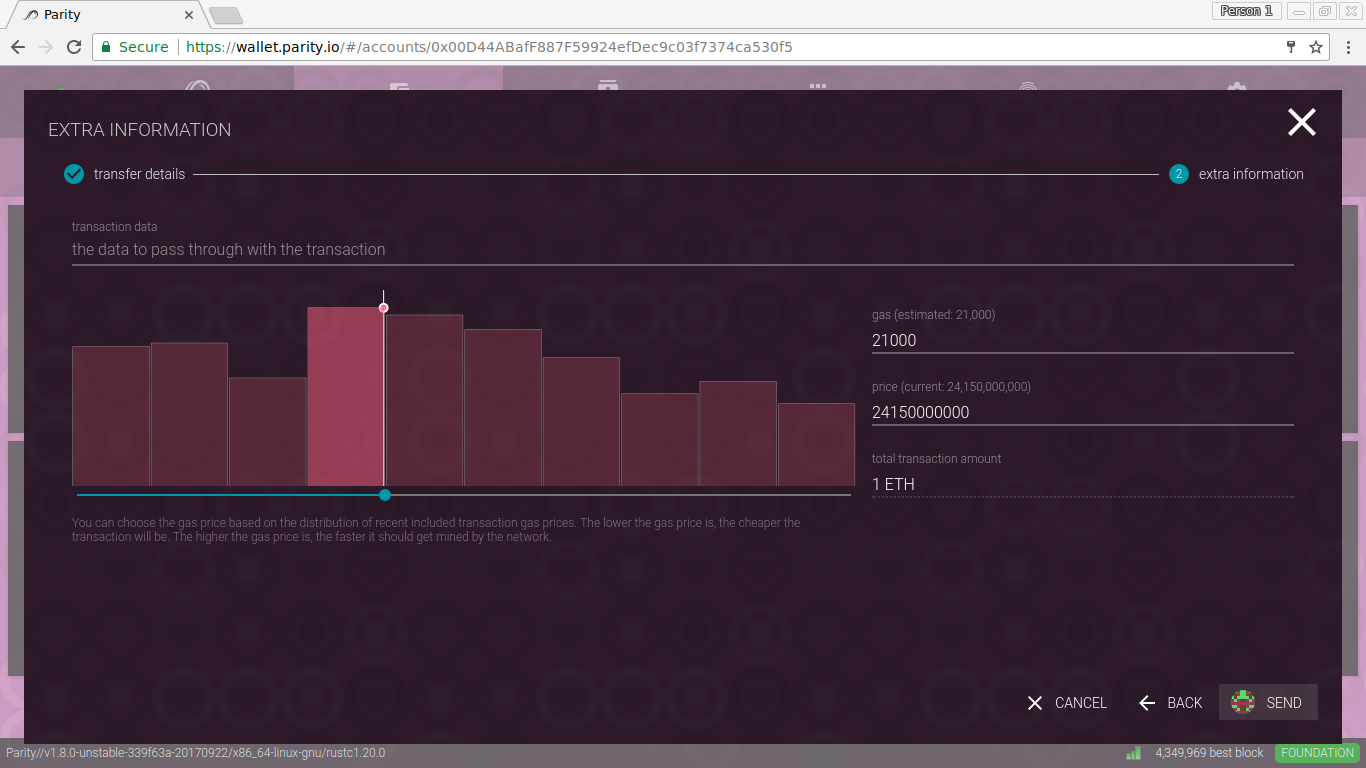 Parity
Person 1
Secure
https://wallet.parity.io/#/accounts/0x00D44ABafF887F59924efDec9c03f7374ca530f5
EXTRA INFORMATION
transfer details
2
extra information
transaction data
the data to pass through with the transaction
gas (estimated: 21,000)
21000
price (current: 24,150,000,000)
24150000000
total transaction amount
1 ETH
You can choose the gas price based on the distribution of recent included transaction gas prices. The lower the gas price is, the cheaper the
transaction will be. The higher the gas price is, the faster it should get mined by the network.
CANCEL
BACK
SEND
Parity//v1.8.0-unstable-339f63a-20170922/x86_64-linux-gnu/rustc1.20.0
4,349,969 best block
FOUNDATION